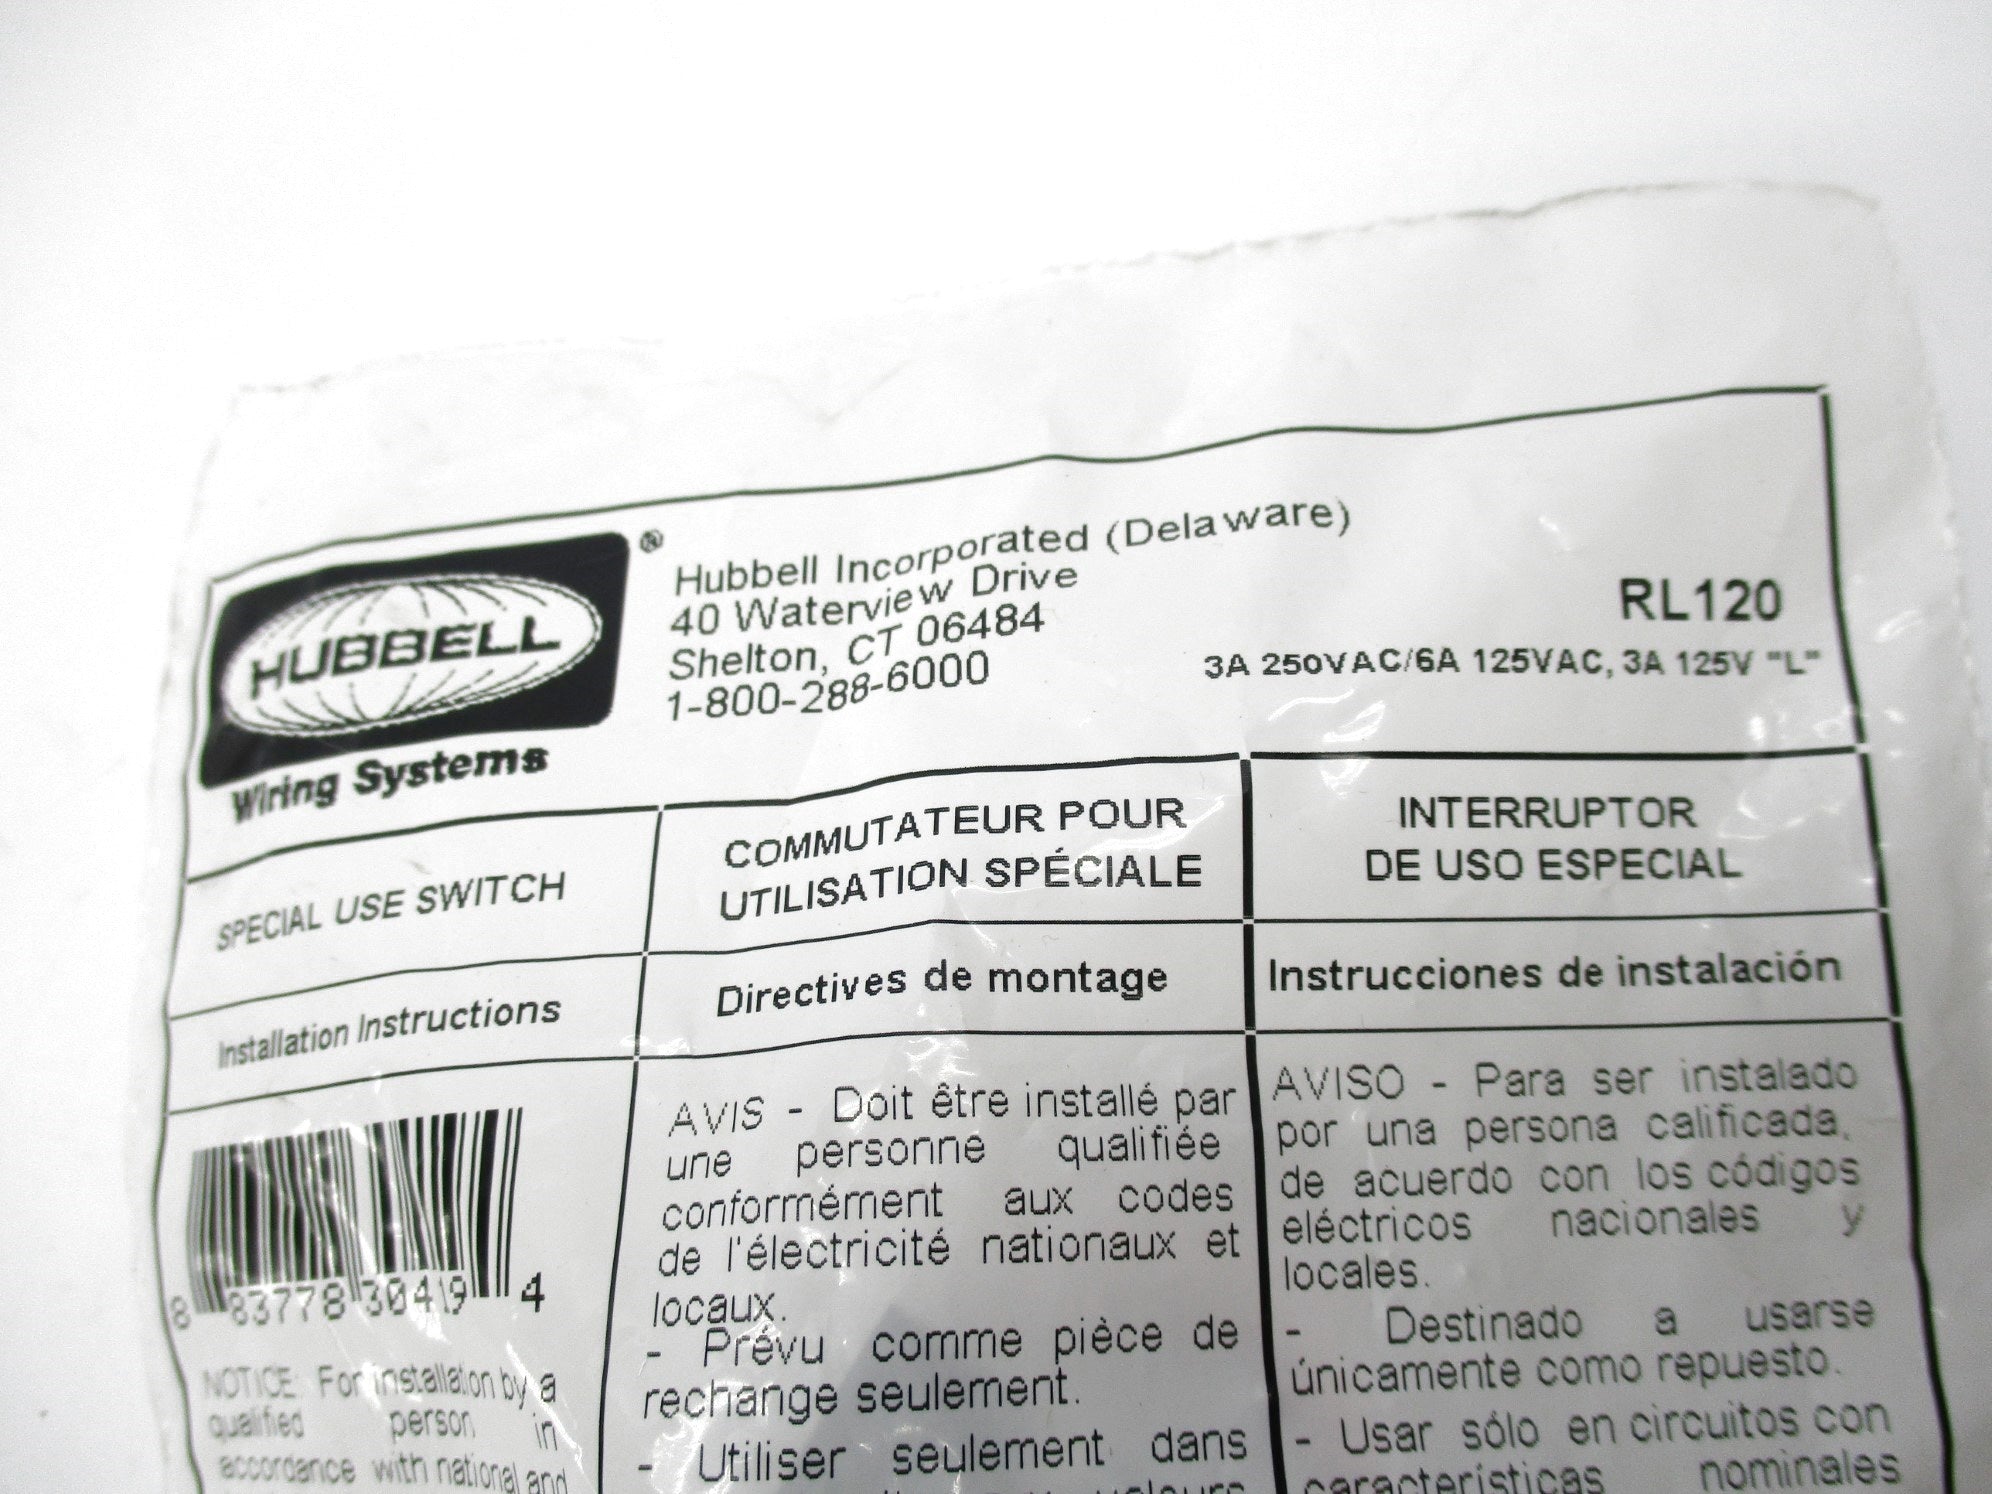 HUBBELL
®
Wiring Systems
Hubbell Incorporated (Delaware)
40 Waterview Drive
Shelton, CT 06484
1-800-288-6000
RL120
3A 250VAC/6A 125VAC, 3A 125V "L"
SPECIAL USE SWITCH
Installation Instructions
8 83778 30419 4
NOTICE: For installation by a
qualified person in
accordance with national and
COMMUTATEUR POUR
UTILISATION SPÉCIALE
Directives de montage
AVIS - Doit être installé par
une personne qualifiée
conformément aux codes
de l'électricité nationaux et
locaux.
- Prévu comme pièce de
rechange seulement.
- Utiliser seulement dans
valeurs
INTERRUPTOR
DE USO ESPECIAL
Instrucciones de instalación
AVISO - Para ser instalado
por una persona calificada,
de acuerdo con los códigos
eléctricos nacionales y
locales.
- Destinado a usarse
únicamente como repuesto.
- Usar sólo en circuitos con
características nominales